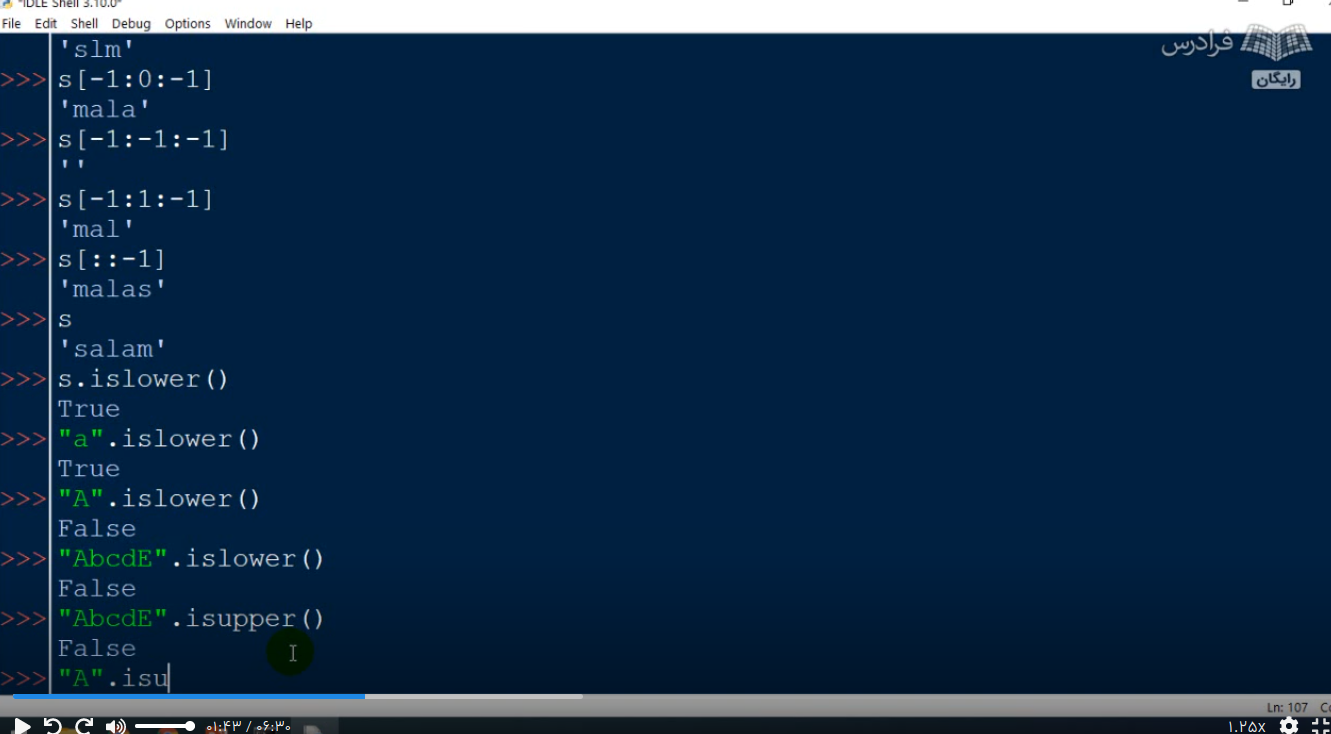 *IDLE Shell 3.10.0*
File Edit Shell Debug Options Window Help
فرادرس
رایگان
'slm'
>>> s[-1:0:-1]
'mala'
>>> s[-1:-1:-1]
''
>>> s[-1:1:-1]
'mal'
>>> s[::-1]
'malas'
>>> s
'salam'
>>> s.islower()
True
>>> "a".islower()
True
>>> "A".islower()
False
>>> "AbcdE".islower()
False
>>> "AbcdE".isupper()
False
>>> "A".isu
Ln: 107
۰۱:۴۳ / ۰۶:۳۰ ۱.۲۵x